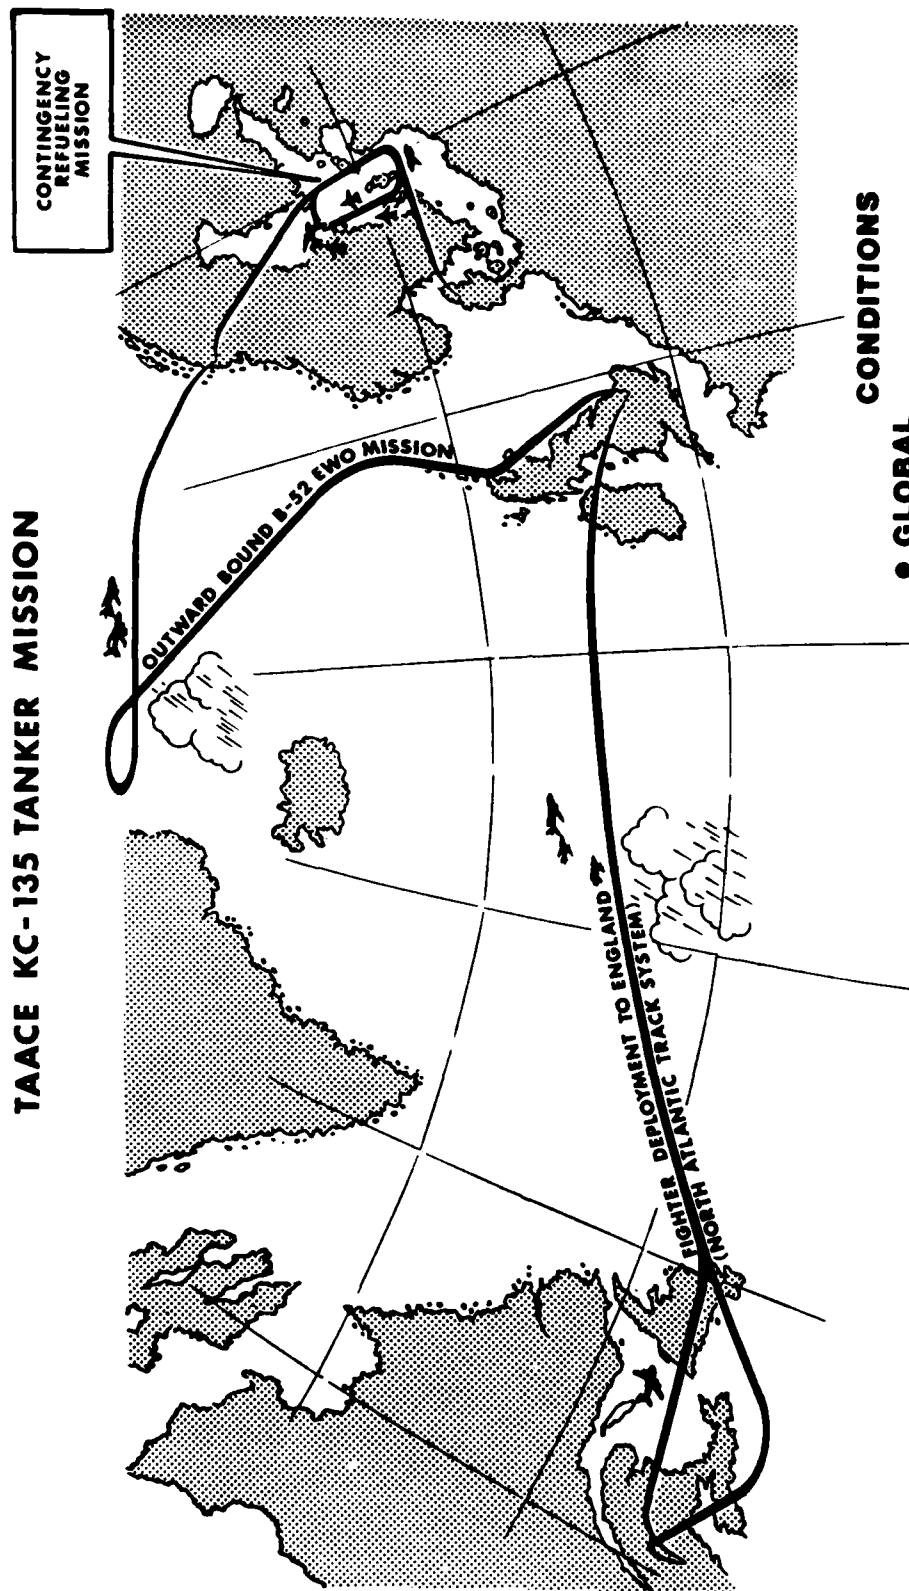 TAACE KC-135 TANKER MISSION
CONTINGENCY
REFUELING
MISSION
OUTWARD BOUND B-52 EWO MISSION
FIGHTER DEPLOYMENT TO ENGLAND
(NORTH ATLANTIC TRACK SYSTEM)
CONDITIONS
• GLOBAL